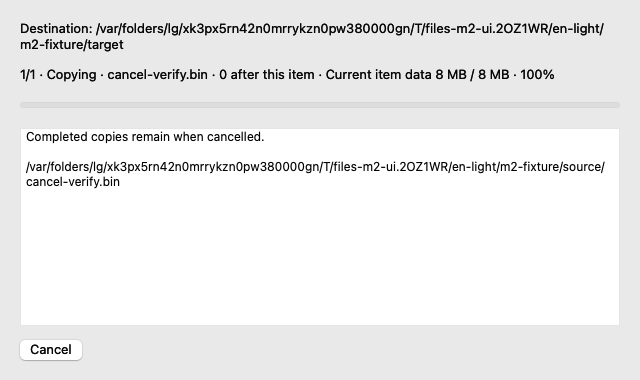 Destination: /var/folders/lg/xk3px5rn42n0mrrykzn0pw380000gn/T/files-m2-ui.2OZ1WR/en-light/
m2-fixture/target
1/1 · Copying · cancel-verify.bin · 0 after this item · Current item data 8 MB / 8 MB · 100%
Completed copies remain when cancelled.
/var/folders/lg/xk3px5rn42n0mrrykzn0pw380000gn/T/files-m2-ui.2OZ1WR/en-light/m2-fixture/source/
cancel-verify.bin
Cancel